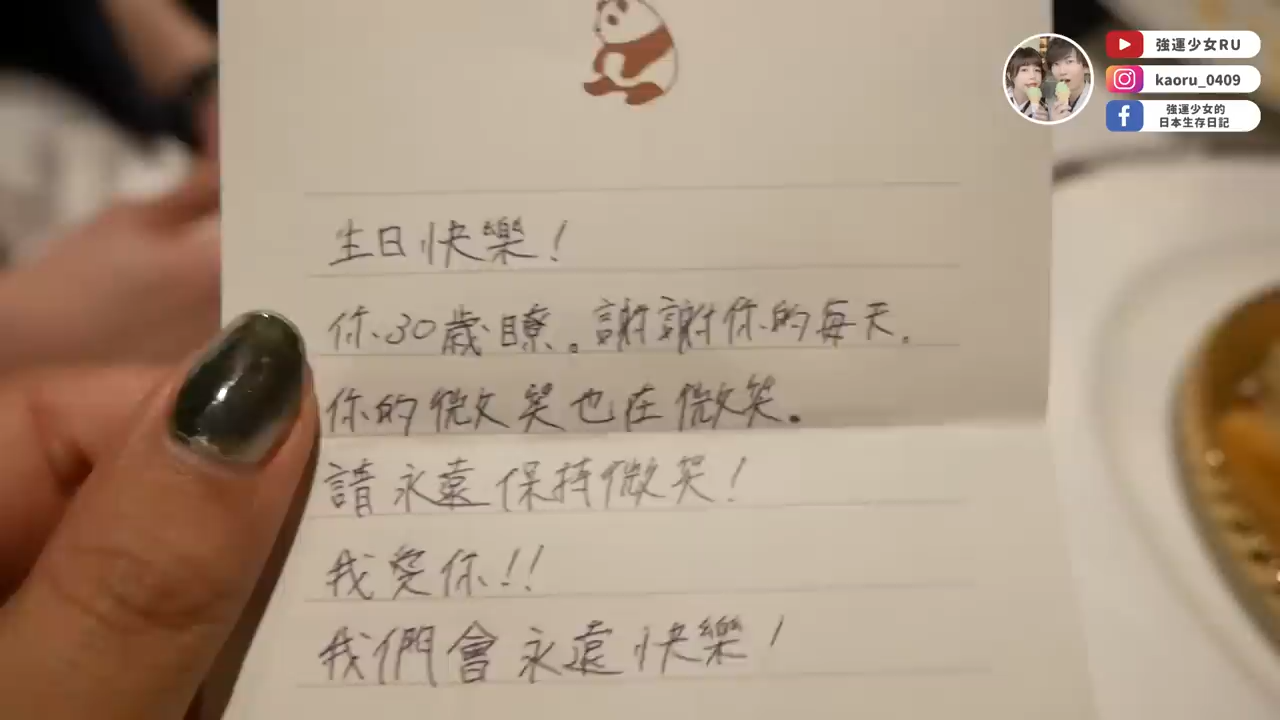 強運少女RU
kaoru_0409
強運少女的
日本生存日記
生日快樂!
你30歲瞭。謝謝你的每天。
你的微笑也在微笑。
請永遠保持微笑!
我愛你!!
我們會永遠快樂!